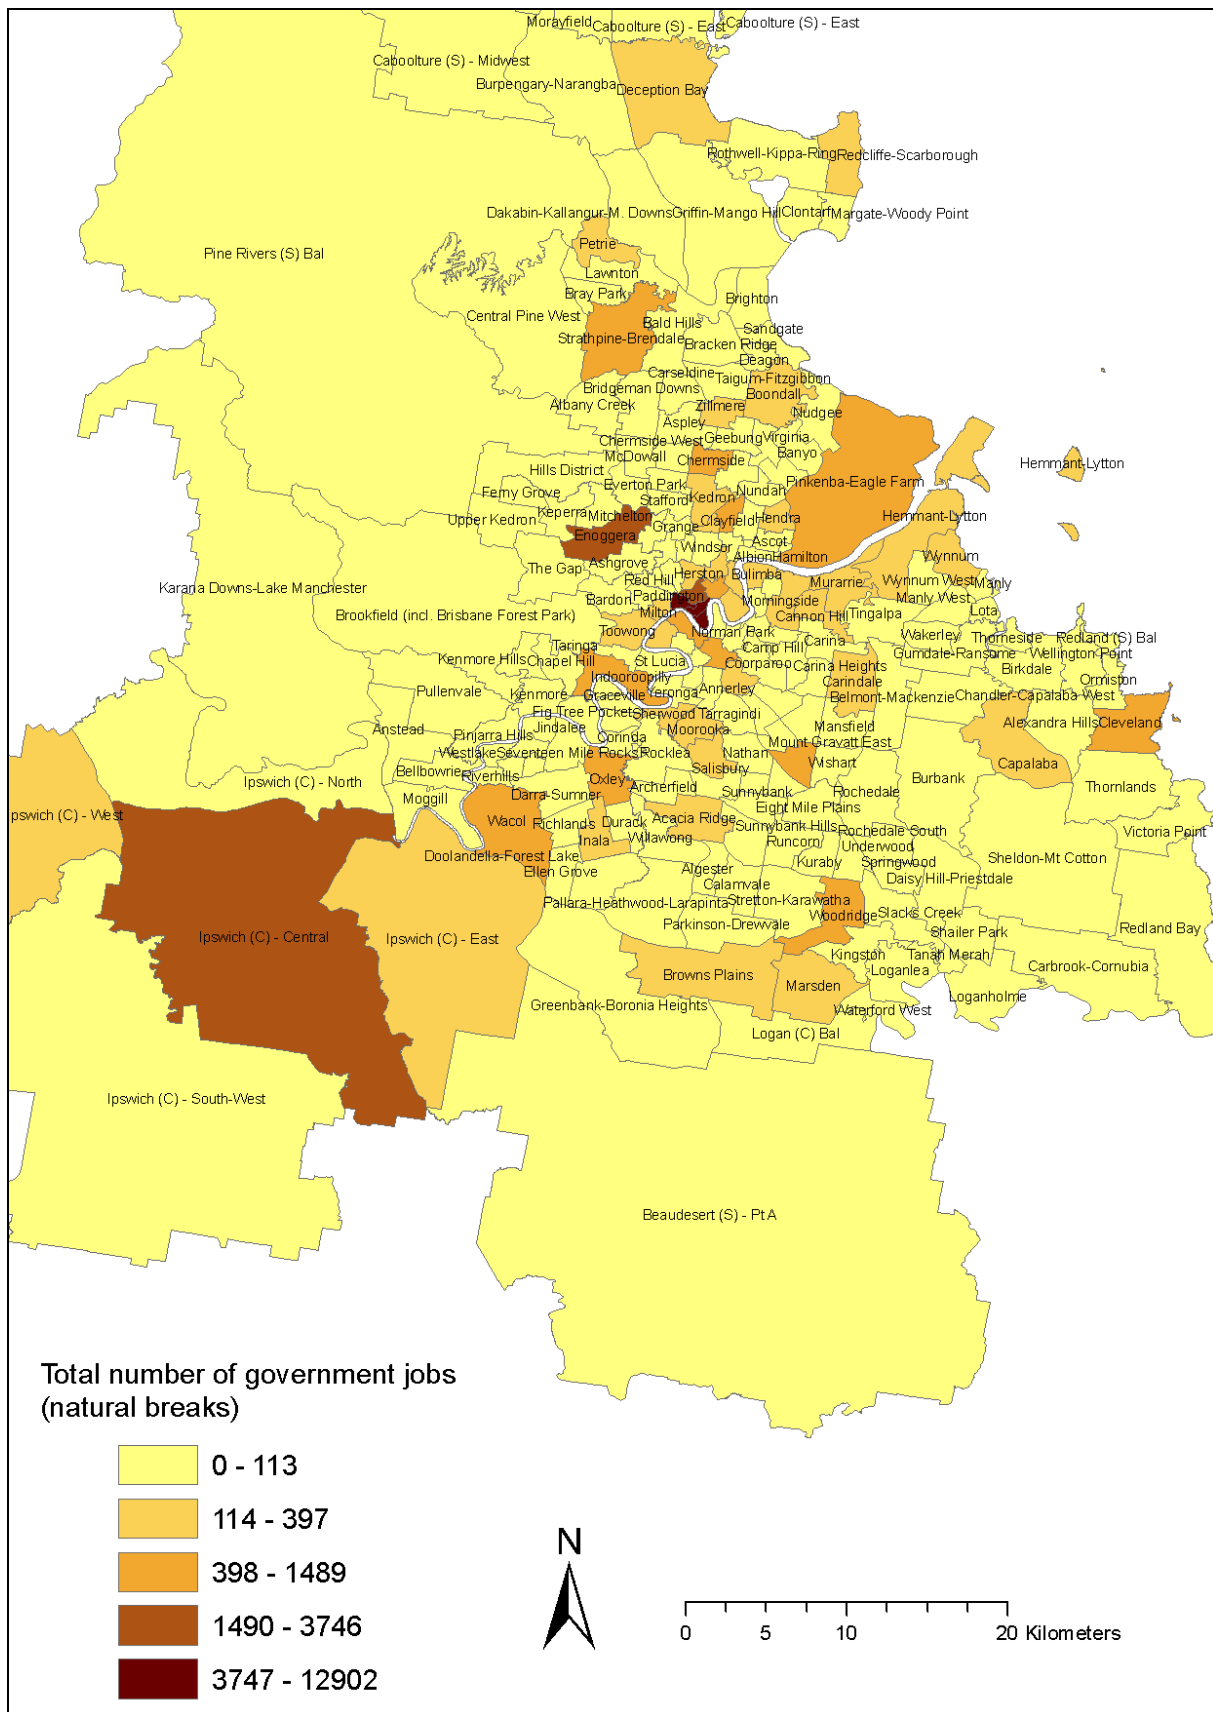 Morayfield
Caboolture (S) - East
Caboolture (S) - East
Caboolture (S) - Midwest
Burpengary-Narangba
Deception Bay
Rothwell-Kippa-Ring
Redcliffe-Scarborough
Dakabin-Kallangur-M. Downs
Griffin-Mango Hill
Clontarf
Margate-Woody Point
Pine Rivers (S) Bal
Petrie
Lawnton
Bray Park
Brighton
Central Pine West
Bald Hills
Strathpine-Brendale
Sandgate
Bracken Ridge
Deagon
Carseldine
Taigum-Fitzgibbon
Bridgeman Downs
Boondall
Albany Creek
Zillmere
Nudgee
Aspley
Chermside West
Geebung
Virginia
McDowall
Banyo
Chermside
Hills District
Hemmant-Lytton
Everton Park
Pinkenba-Eagle Farm
Ferny Grove
Stafford
Kedron
Nundah
Keperra
Mitchelton
Upper Kedron
Grange
Clayfield
Hendra
Hemmant-Lytton
Enoggera
Ascot
Windsor
Albion
Hamilton
Wynnum
The Gap
Ashgrove
Herston
Bulimba
Red Hill
Murarrie
Wynnum West
Manly
Karana Downs-Lake Manchester
Paddington
Bardon
Morningside
Manly West
Brookfield (incl. Brisbane Forest Park)
Milton
Cannon Hill
Tingalpa
Lota
Toowong
Norman Park
Wakerley
Thorneside
Redland (S) Bal
Taringa
Camp Hill
Carina
Gumdale-Ransome
Wellington Point
Kenmore Hills
Chapel Hill
St Lucia
Coorparoo
Carina Heights
Birkdale
Indooroopilly
Carindale
Ormiston
Pullenvale
Kenmore
Graceville
Yeronga
Annerley
Belmont-Mackenzie
Chandler-Capalaba West
Fig Tree Pocket
Sherwood
Tarragindi
Alexandra Hills
Cleveland
Anstead
Jindalee
Moorooka
Mansfield
Pinjarra Hills
Corinda
Mount Gravatt East
Westlake
Seventeen Mile Rocks
Rocklea
Nathan
Wishart
Capalaba
Bellbowrie
Riverhills
Oxley
Salisbury
Burbank
Ipswich (C) - North
Archerfield
Sunnybank
Rochedale
Thornlands
Moggill
Darra-Sumner
Eight Mile Plains
Ipswich (C) - West
Wacol
Richlands
Durack
Acacia Ridge
Sunnybank Hills
Rochedale South
Victoria Point
Inala
Willawong
Runcorn
Underwood
Doolandella-Forest Lake
Kuraby
Springwood
Sheldon-Mt Cotton
Ellen Grove
Algester
Daisy Hill-Priestdale
Calamvale
Pallara-Heathwood-Larapinta
Stretton-Karawatha
Woodridge
Slacks Creek
Parkinson-Drewvale
Shailer Park
Redland Bay
Ipswich (C) - Central
Ipswich (C) - East
Kingston
Tanah Merah
Browns Plains
Loganlea
Carbrook-Cornubia
Marsden
Loganholme
Greenbank-Boronia Heights
Waterford West
Logan (C) Bal
Ipswich (C) - South-West
Beaudesert (S) - Pt A
Total number of government jobs
(natural breaks)
0 - 113
114 - 397
398 - 1489
1490 - 3746
3747 - 12902
N
0 5 10 20 Kilometers